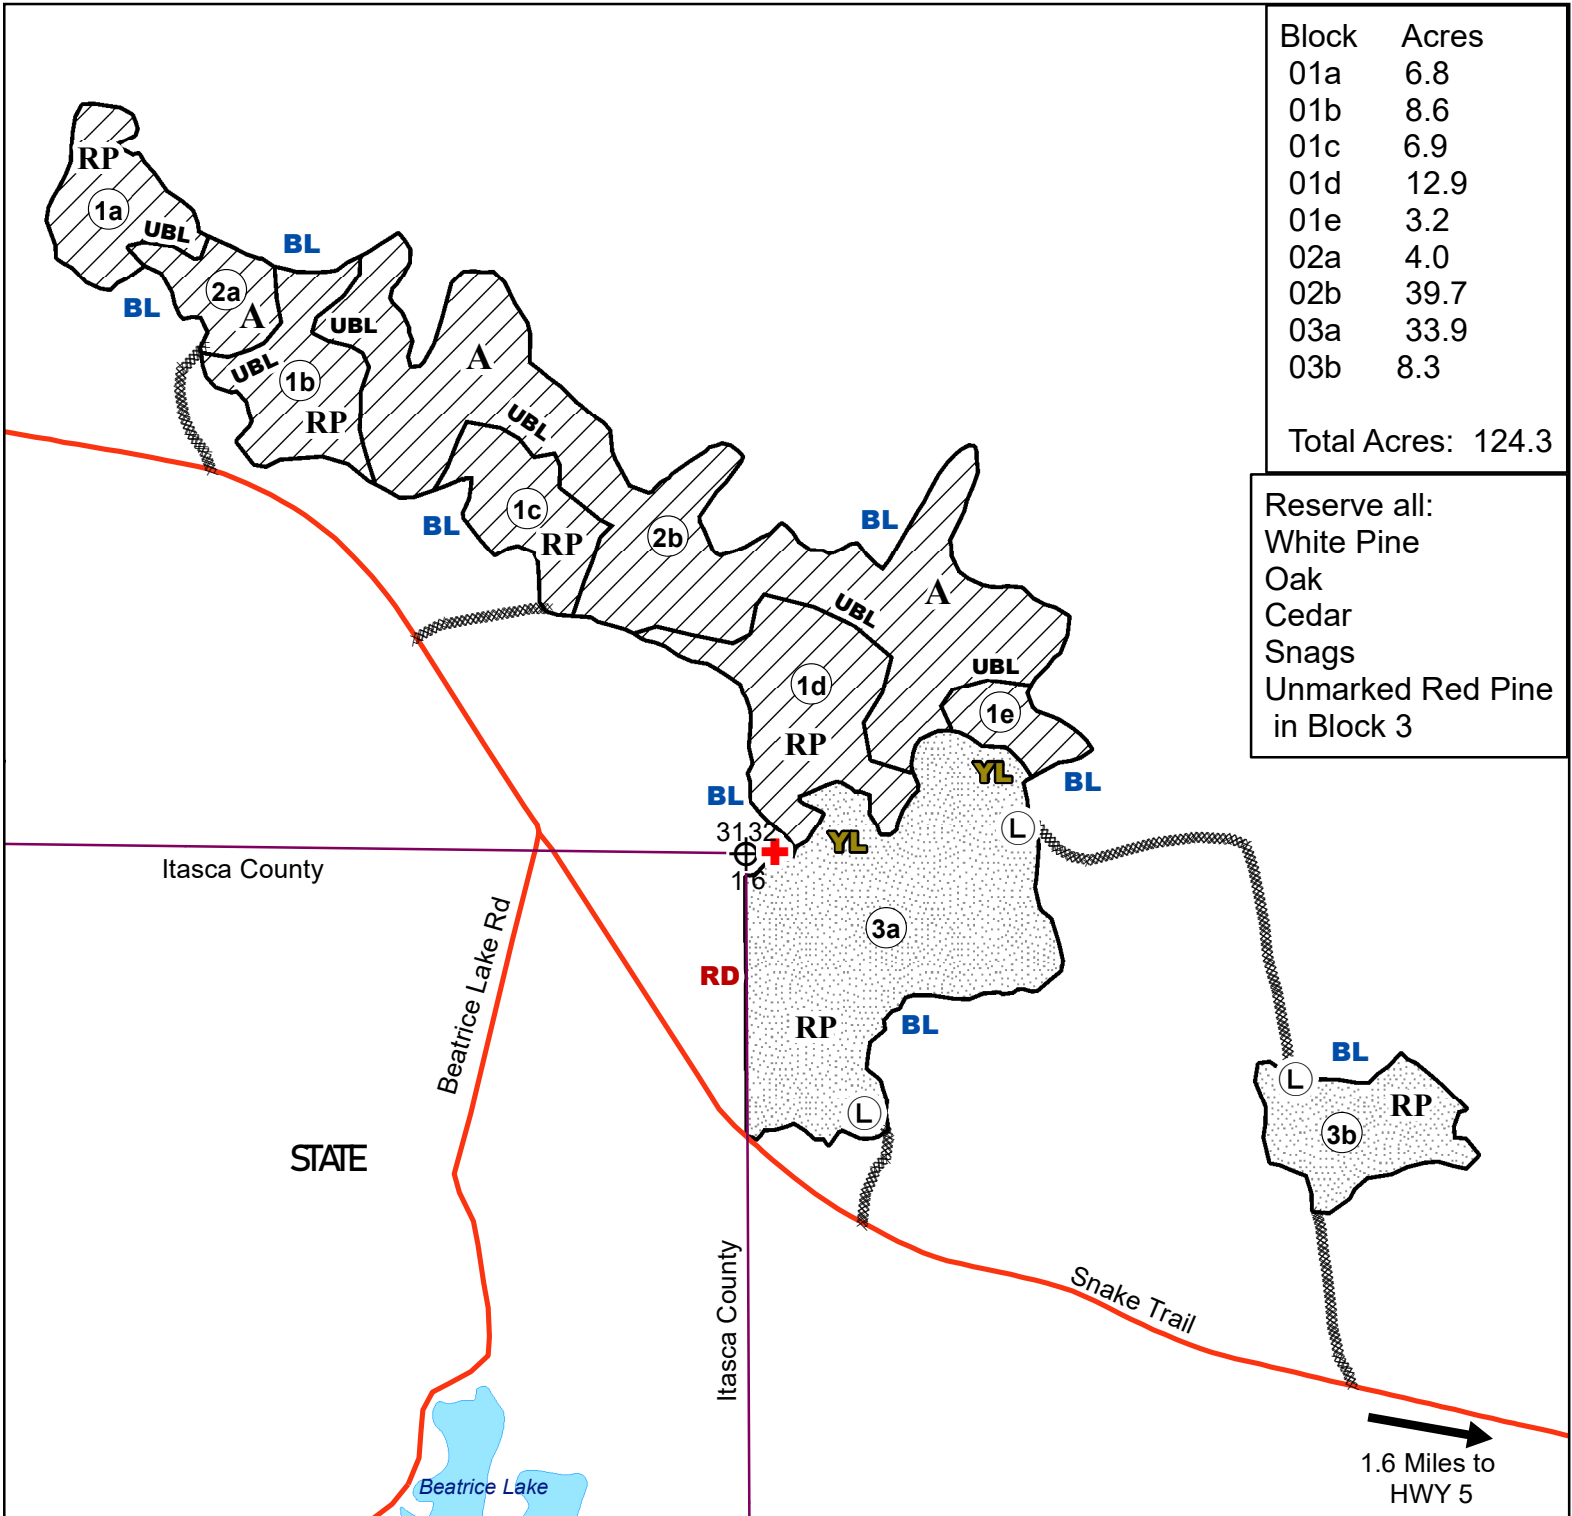 Block Acres
01a 6.8
01b 8.6
01c 6.9
01d 12.9
01e 3.2
02a 4.0
02b 39.7
03a 33.9
03b 8.3
Total Acres: 124.3
Reserve all:
White Pine
Oak
Cedar
Snags
Unmarked Red Pine
in Block 3
RP
1a
UBL
BL
BL
2a
A
UBL
UBL
1b
RP
A
UBL
BL
1c
RP
2b
BL
A
UBL
UBL
1d
1e
RP
YL
BL
BL
L
31 32
YL
1 6
Itasca County
3a
RD
RP
BL
Beatrice Lake Rd
BL
L
RP
3b
L
STATE
Itasca County
Snake Trail
1.6 Miles to
HWY 5
Beatrice Lake